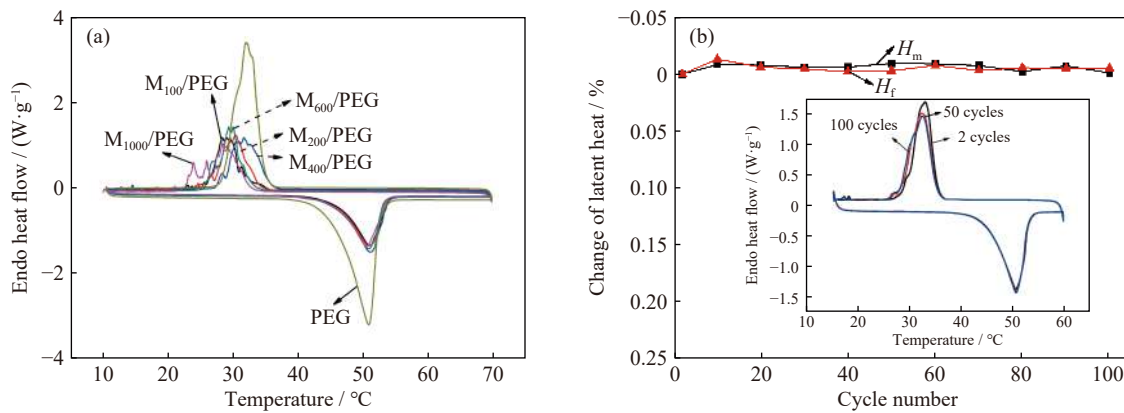 (a)
4
2
0
−2
−4
Endo heat flow / (W·g⁻¹)
M₁₀₀/PEG
M₆₀₀/PEG
M₂₀₀/PEG
M₁₀₀₀/PEG
M₄₀₀/PEG
PEG
10 20 30 40 50 60 70
Temperature / °C
(b)
−0.05
0
0.05
0.10
0.15
0.20
0.25
Change of latent heat / %
Hₘ
H_f
1.5
1.0
0.5
0
−0.5
−1.0
−1.5
Endo heat flow / (W·g⁻¹)
50 cycles
100 cycles
2 cycles
10 20 30 40 50 60
Temperature / °C
0 20 40 60 80 100
Cycle number